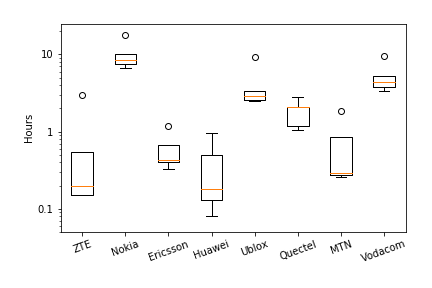 Hours
10
1
0.1
ZTE
Nokia
Ericsson
Huawei
Ublox
Quectel
MTN
Vodacom